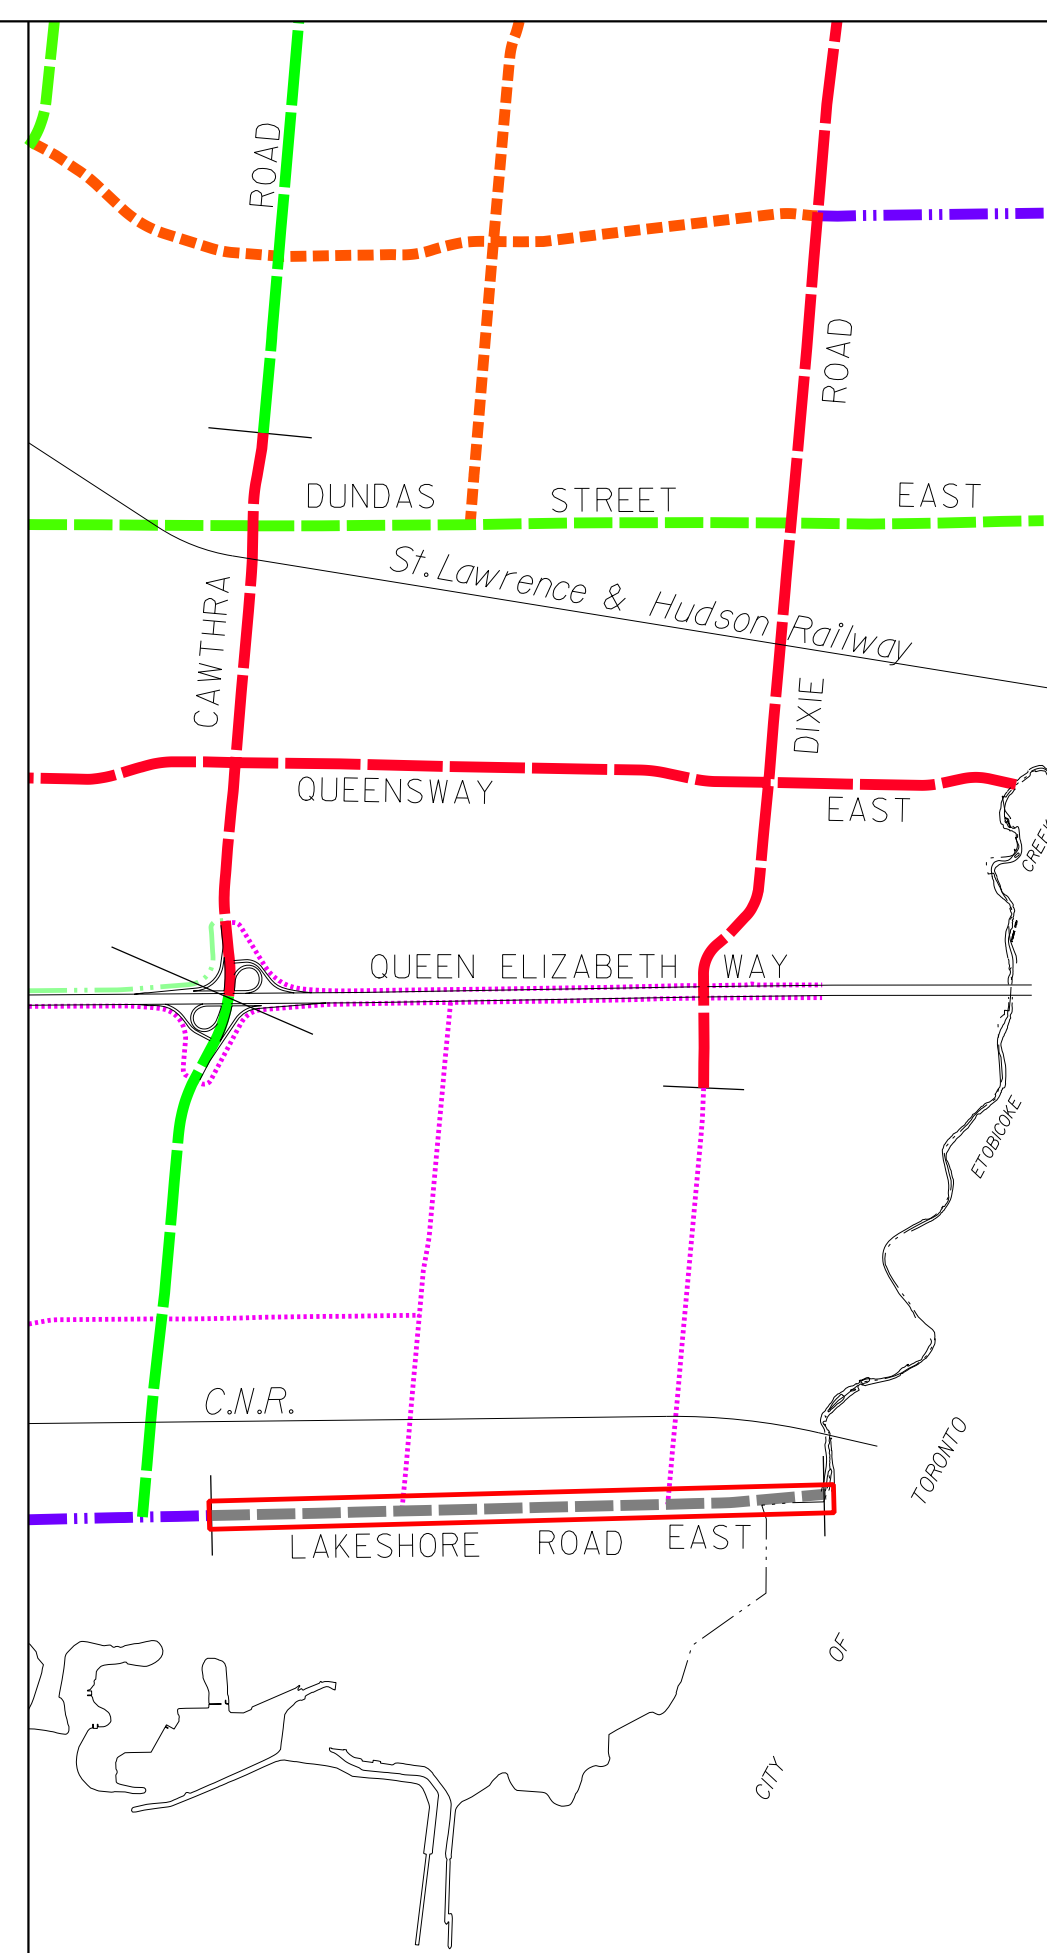 ROAD
ROAD
DUNDAS STREET EAST
St. Lawrence & Hudson Railway
CAWTHRA
DIXIE
QUEENSWAY EAST
QUEEN ELIZABETH WAY
ETOBICOKE
C.N.R.
LAKESHORE ROAD EAST
CITY OF TORONTO